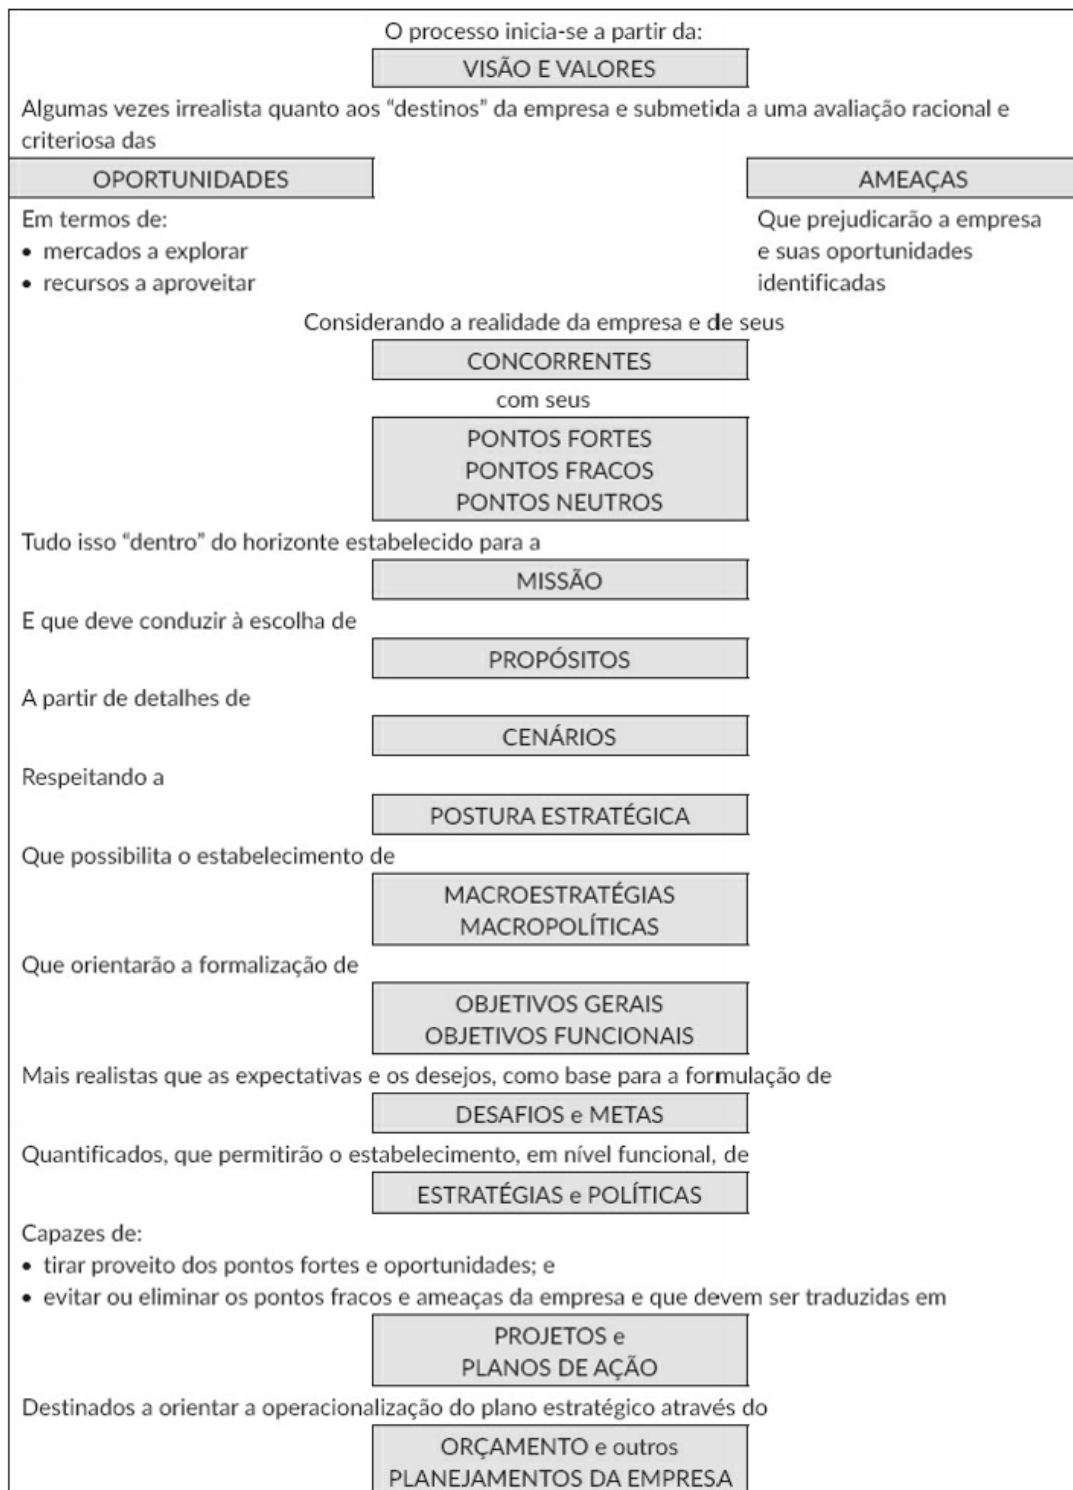 O processo inicia-se a partir da:
VISÃO E VALORES
Algumas vezes irrealista quanto aos “destinos” da empresa e submetida a uma avaliação racional e
criteriosa das
OPORTUNIDADES
AMEAÇAS
Em termos de:
• mercados a explorar
• recursos a aproveitar
Que prejudicarão a empresa
e suas oportunidades
identificadas
Considerando a realidade da empresa e de seus
CONCORRENTES
com seus
PONTOS FORTES
PONTOS FRACOS
PONTOS NEUTROS
Tudo isso “dentro” do horizonte estabelecido para a
MISSÃO
E que deve conduzir à escolha de
PROPÓSITOS
A partir de detalhes de
CENÁRIOS
Respeitando a
POSTURA ESTRATÉGICA
Que possibilita o estabelecimento de
MACROESTRATÉGIAS
MACROPOLÍTICAS
Que orientarão a formalização de
OBJETIVOS GERAIS
OBJETIVOS FUNCIONAIS
Mais realistas que as expectativas e os desejos, como base para a formulação de
DESAFIOS e METAS
Quantificados, que permitirão o estabelecimento, em nível funcional, de
ESTRATÉGIAS e POLÍTICAS
Capazes de:
• tirar proveito dos pontos fortes e oportunidades; e
• evitar ou eliminar os pontos fracos e ameaças da empresa e que devem ser traduzidas em
PROJETOS e
PLANOS DE AÇÃO
Destinados a orientar a operacionalização do plano estratégico através do
ORÇAMENTO e outros
PLANEJAMENTOS DA EMPRESA